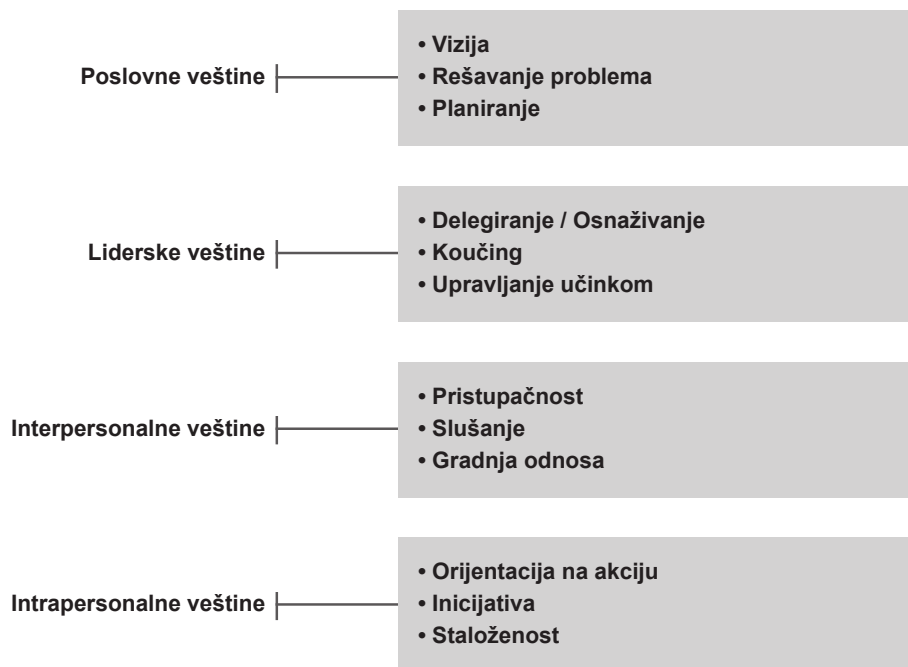 Poslovne veštine
• Vizija
• Rešavanje problema
• Planiranje
Liderske veštine
• Delegiranje / Osnaživanje
• Koučing
• Upravljanje učinkom
Interpersonalne veštine
• Pristupačnost
• Slušanje
• Gradnja odnosa
Intrapersonalne veštine
• Orijentacija na akciju
• Inicijativa
• Staloženost